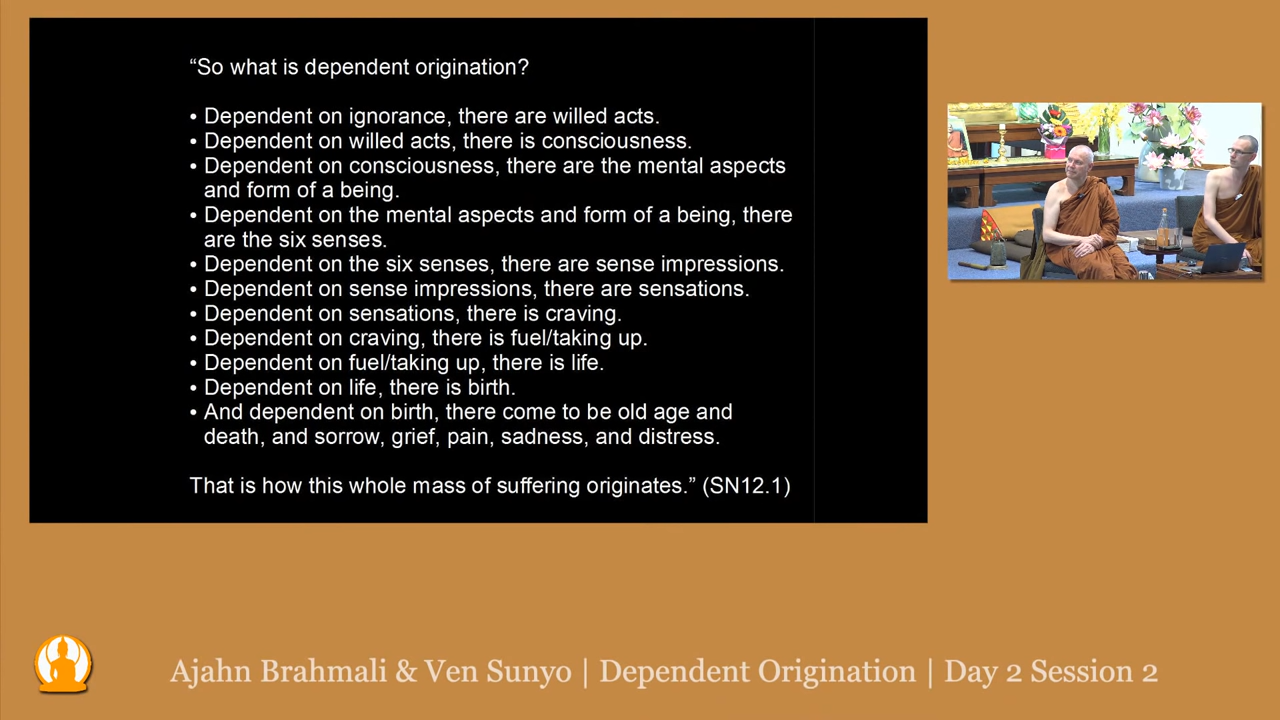 “So what is dependent origination?
• Dependent on ignorance, there are willed acts.
• Dependent on willed acts, there is consciousness.
• Dependent on consciousness, there are the mental aspects
and form of a being.
• Dependent on the mental aspects and form of a being, there
are the six senses.
• Dependent on the six senses, there are sense impressions.
• Dependent on sense impressions, there are sensations.
• Dependent on sensations, there is craving.
• Dependent on craving, there is fuel/taking up.
• Dependent on fuel/taking up, there is life.
• Dependent on life, there is birth.
• And dependent on birth, there come to be old age and
death, and sorrow, grief, pain, sadness, and distress.
That is how this whole mass of suffering originates.” (SN12.1)
Ajahn Brahmali & Ven Sunyo | Dependent Origination | Day 2 Session 2